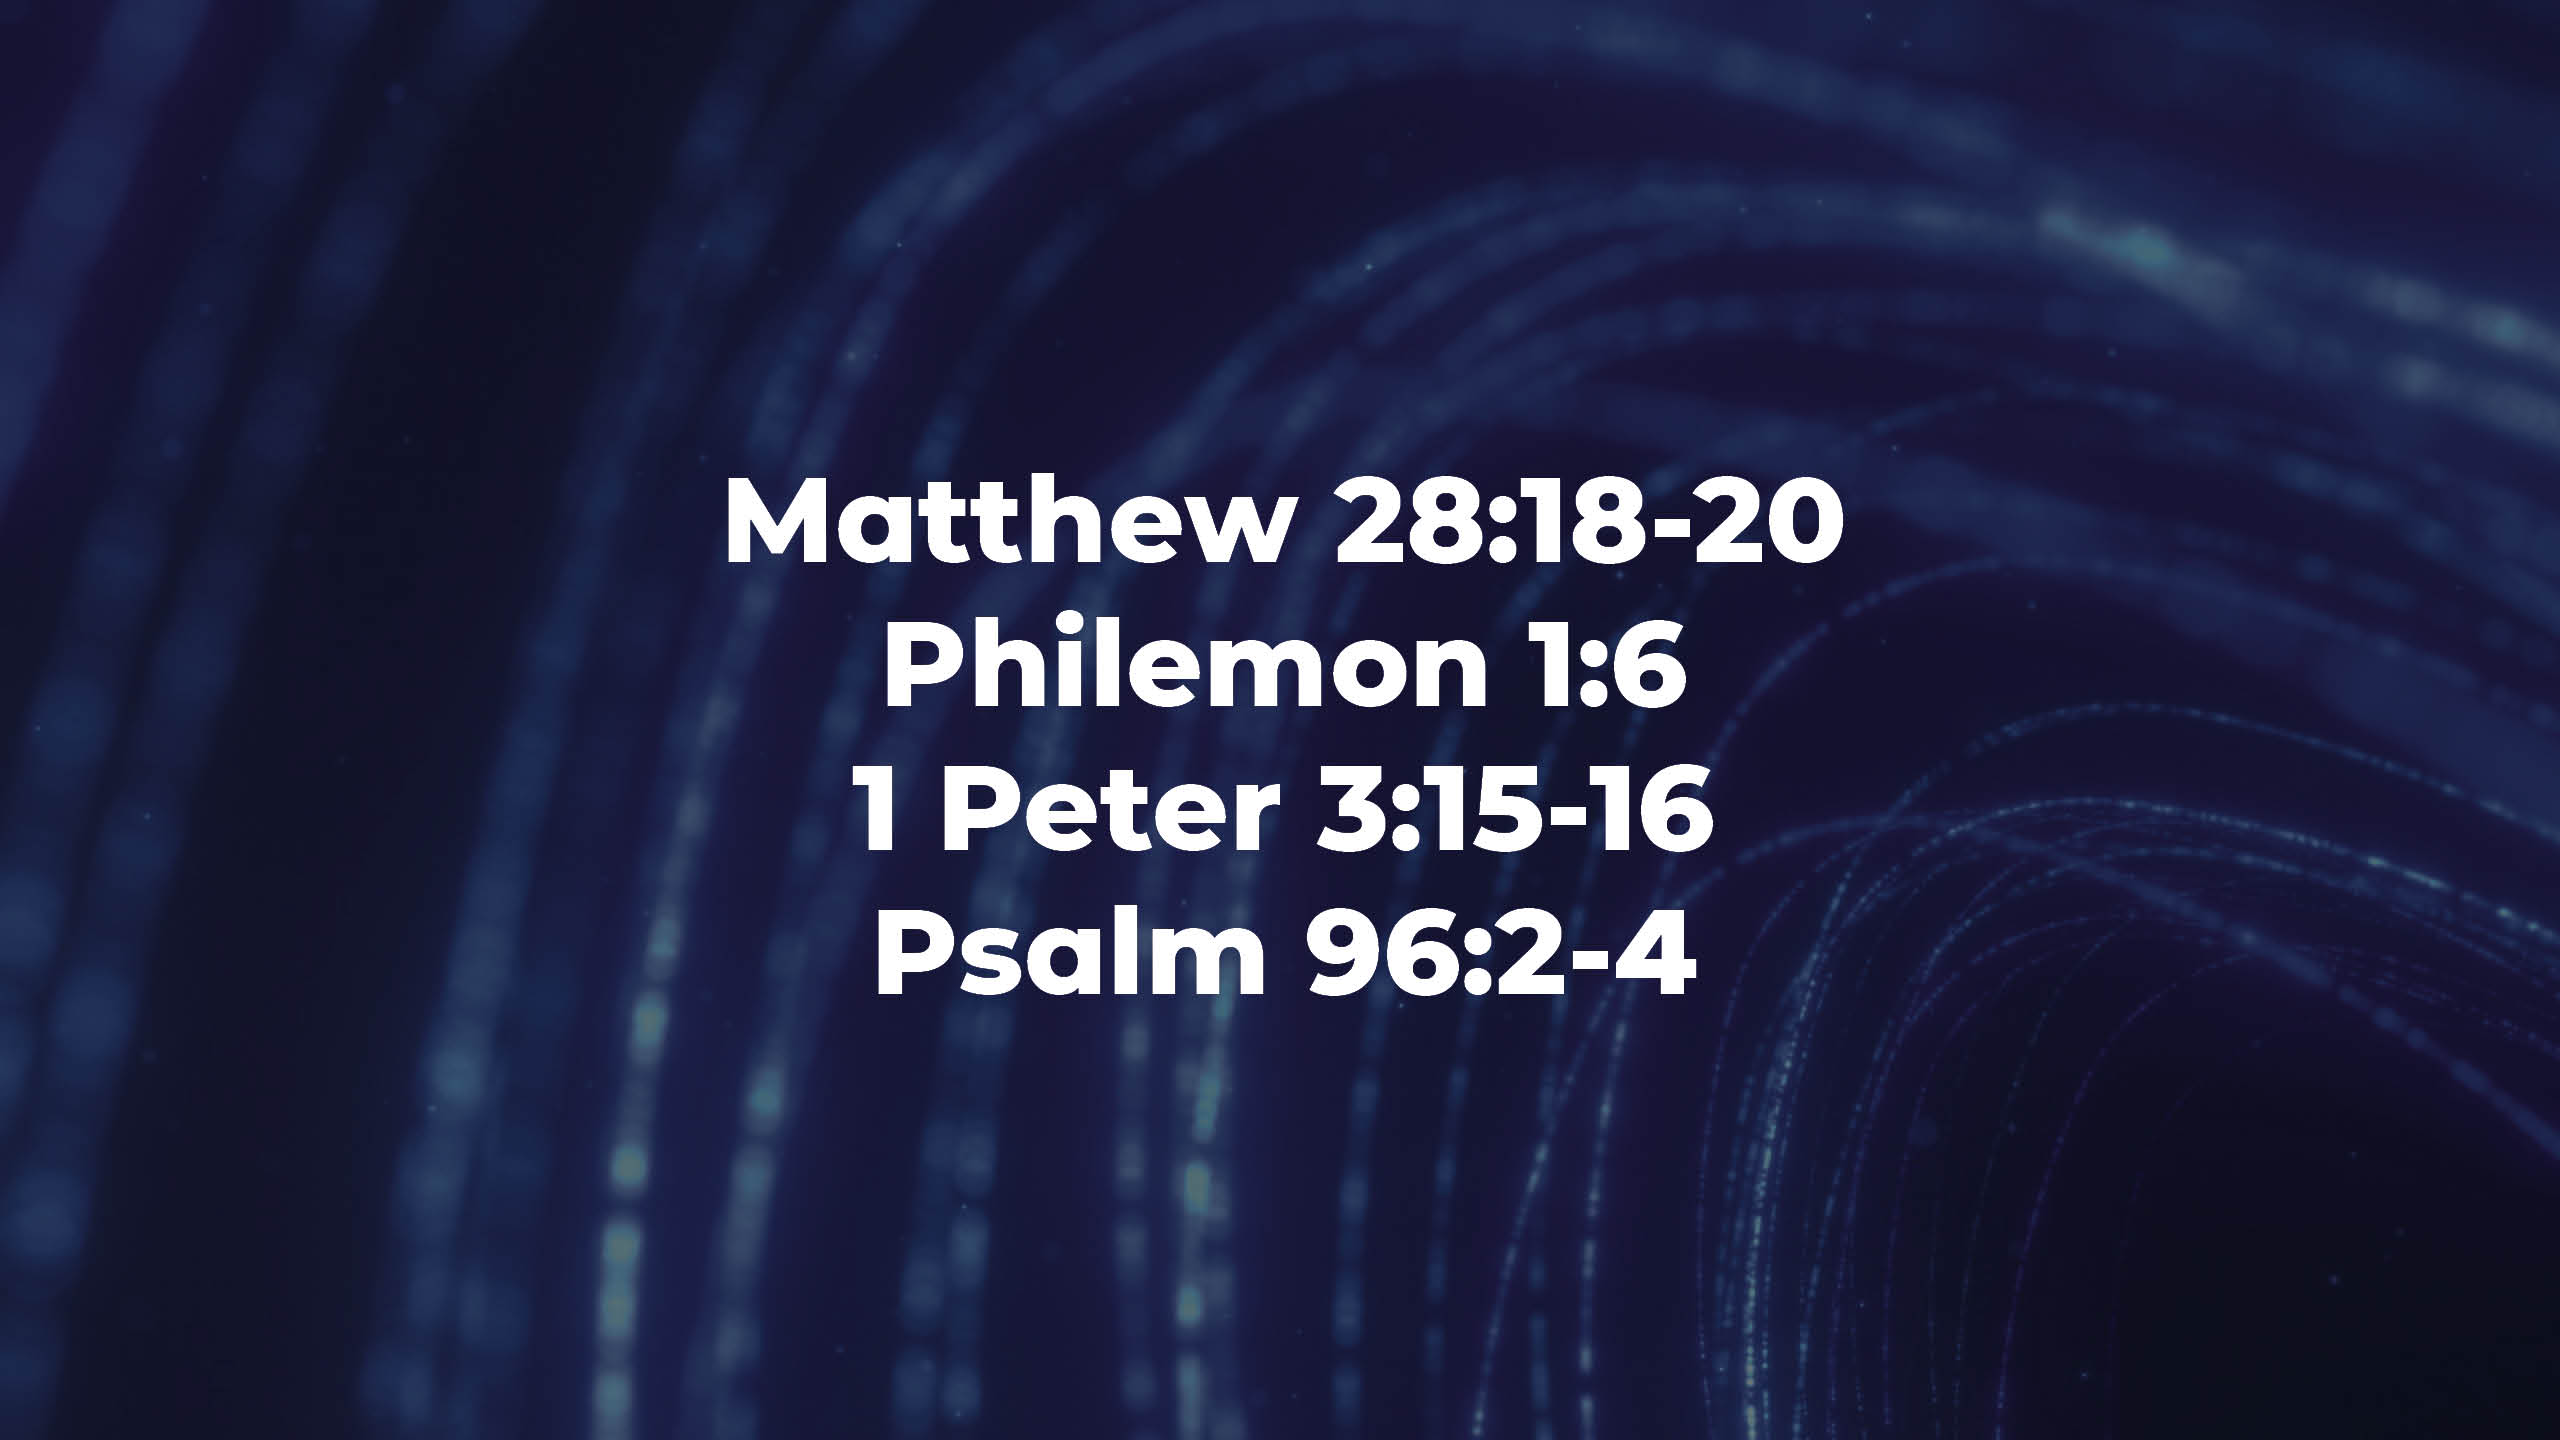 Matthew 28:18-20
Philemon 1:6
1 Peter 3:15-16
Psalm 96:2-4